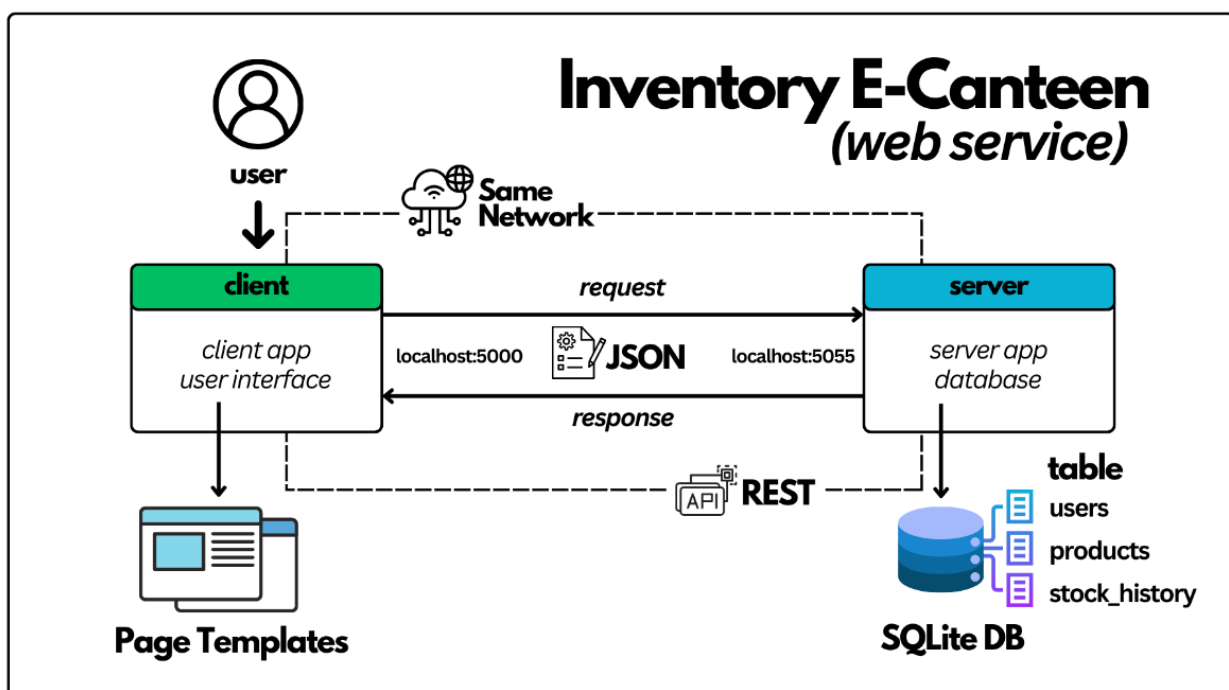 Inventory E-Canteen
(web service)
user
Same
Network
client
request
server
client app
user interface
localhost:5000
JSON
localhost:5055
server app
database
response
API
REST
table
users
products
stock_history
Page Templates
SQLite DB